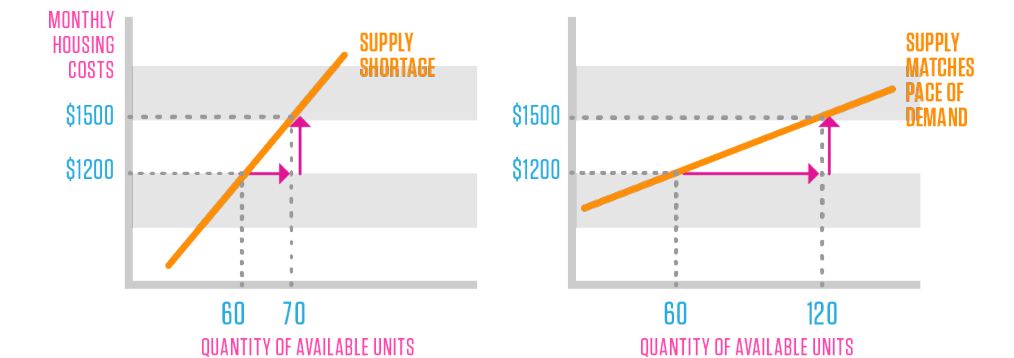 MONTHLY
HOUSING
COSTS
$1500
$1200
SUPPLY
SHORTAGE
60 70
QUANTITY OF AVAILABLE UNITS
$1500
$1200
SUPPLY
MATCHES
PACE OF
DEMAND
60 120
QUANTITY OF AVAILABLE UNITS